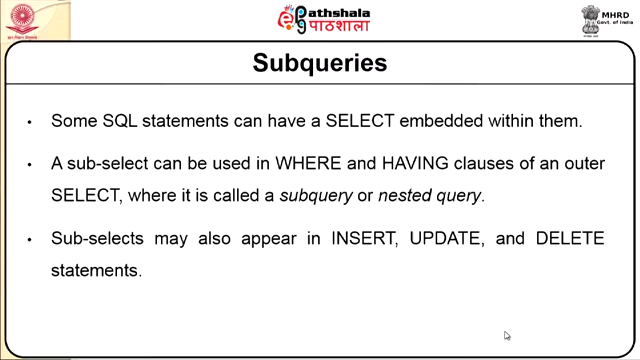 Pathshala
पाठशाला
MHRD
Govt. of India
Subqueries
• Some SQL statements can have a SELECT embedded within them.
• A sub-select can be used in WHERE and HAVING clauses of an outer
SELECT, where it is called a subquery or nested query.
• Sub-selects may also appear in INSERT, UPDATE, and DELETE
statements.